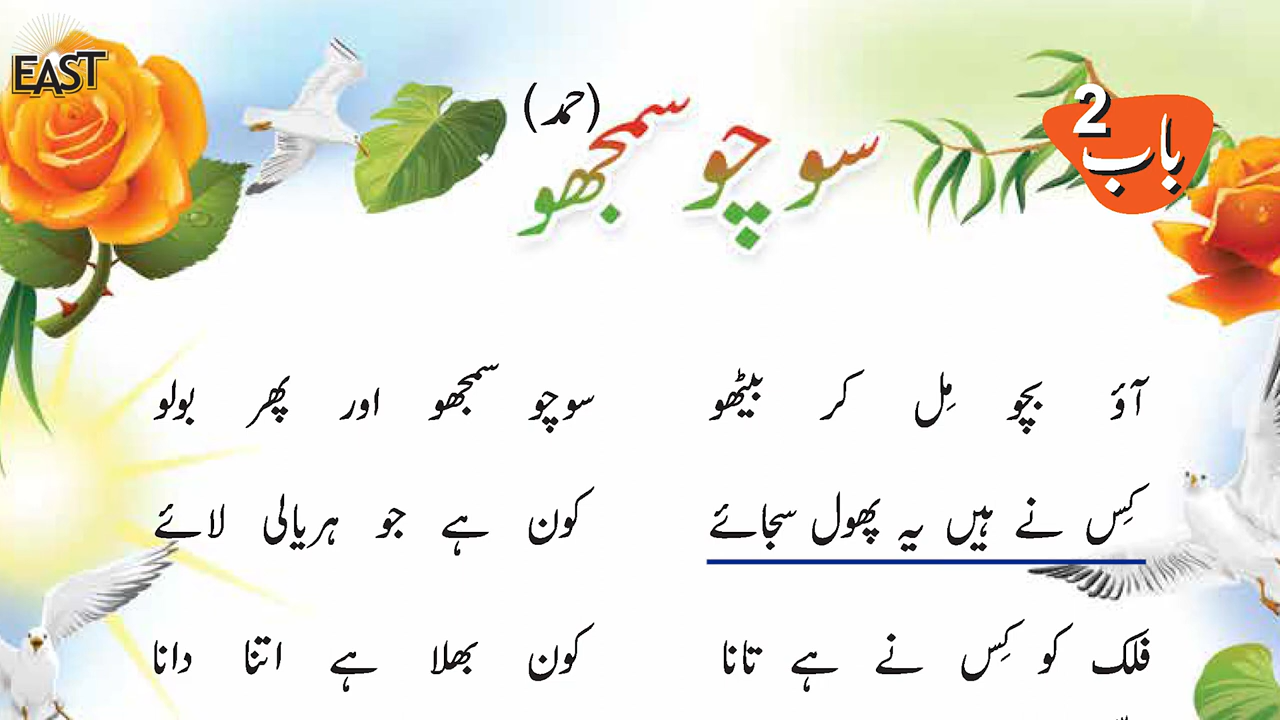 EAST
باب 2
سوچو سمجھو (حمد)
آؤ بچو مِل کر بیٹھو سوچو سمجھو اور پھر بولو
کِس نے ہیں یہ پھول سجائے کون ہے جو ہریالی لائے
فلک کو کِس نے ہے تانا کون بھلا ہے اتنا دانا